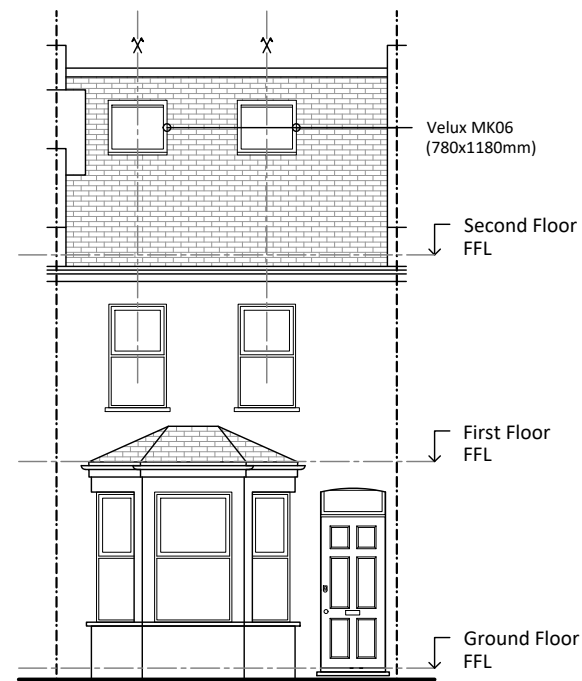 Velux MK06
(780x1180mm)
Second Floor
FFL
First Floor
FFL
Ground Floor
FFL